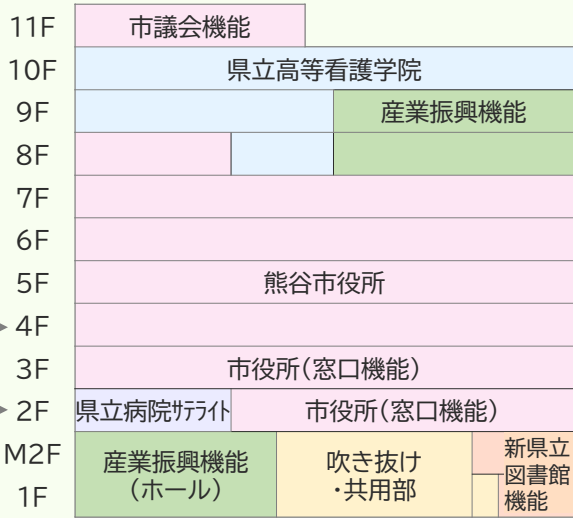 11F 市議会機能
10F 県立高等看護学院
9F 産業振興機能
8F
7F
6F
5F 熊谷市役所
4F
3F 市役所(窓口機能)
2F 県立病院ｻﾃﾗｲﾄ 市役所(窓口機能)
M2F
1F
産業振興機能
(ホール)
吹き抜け
・共用部
新県立
図書館
機能